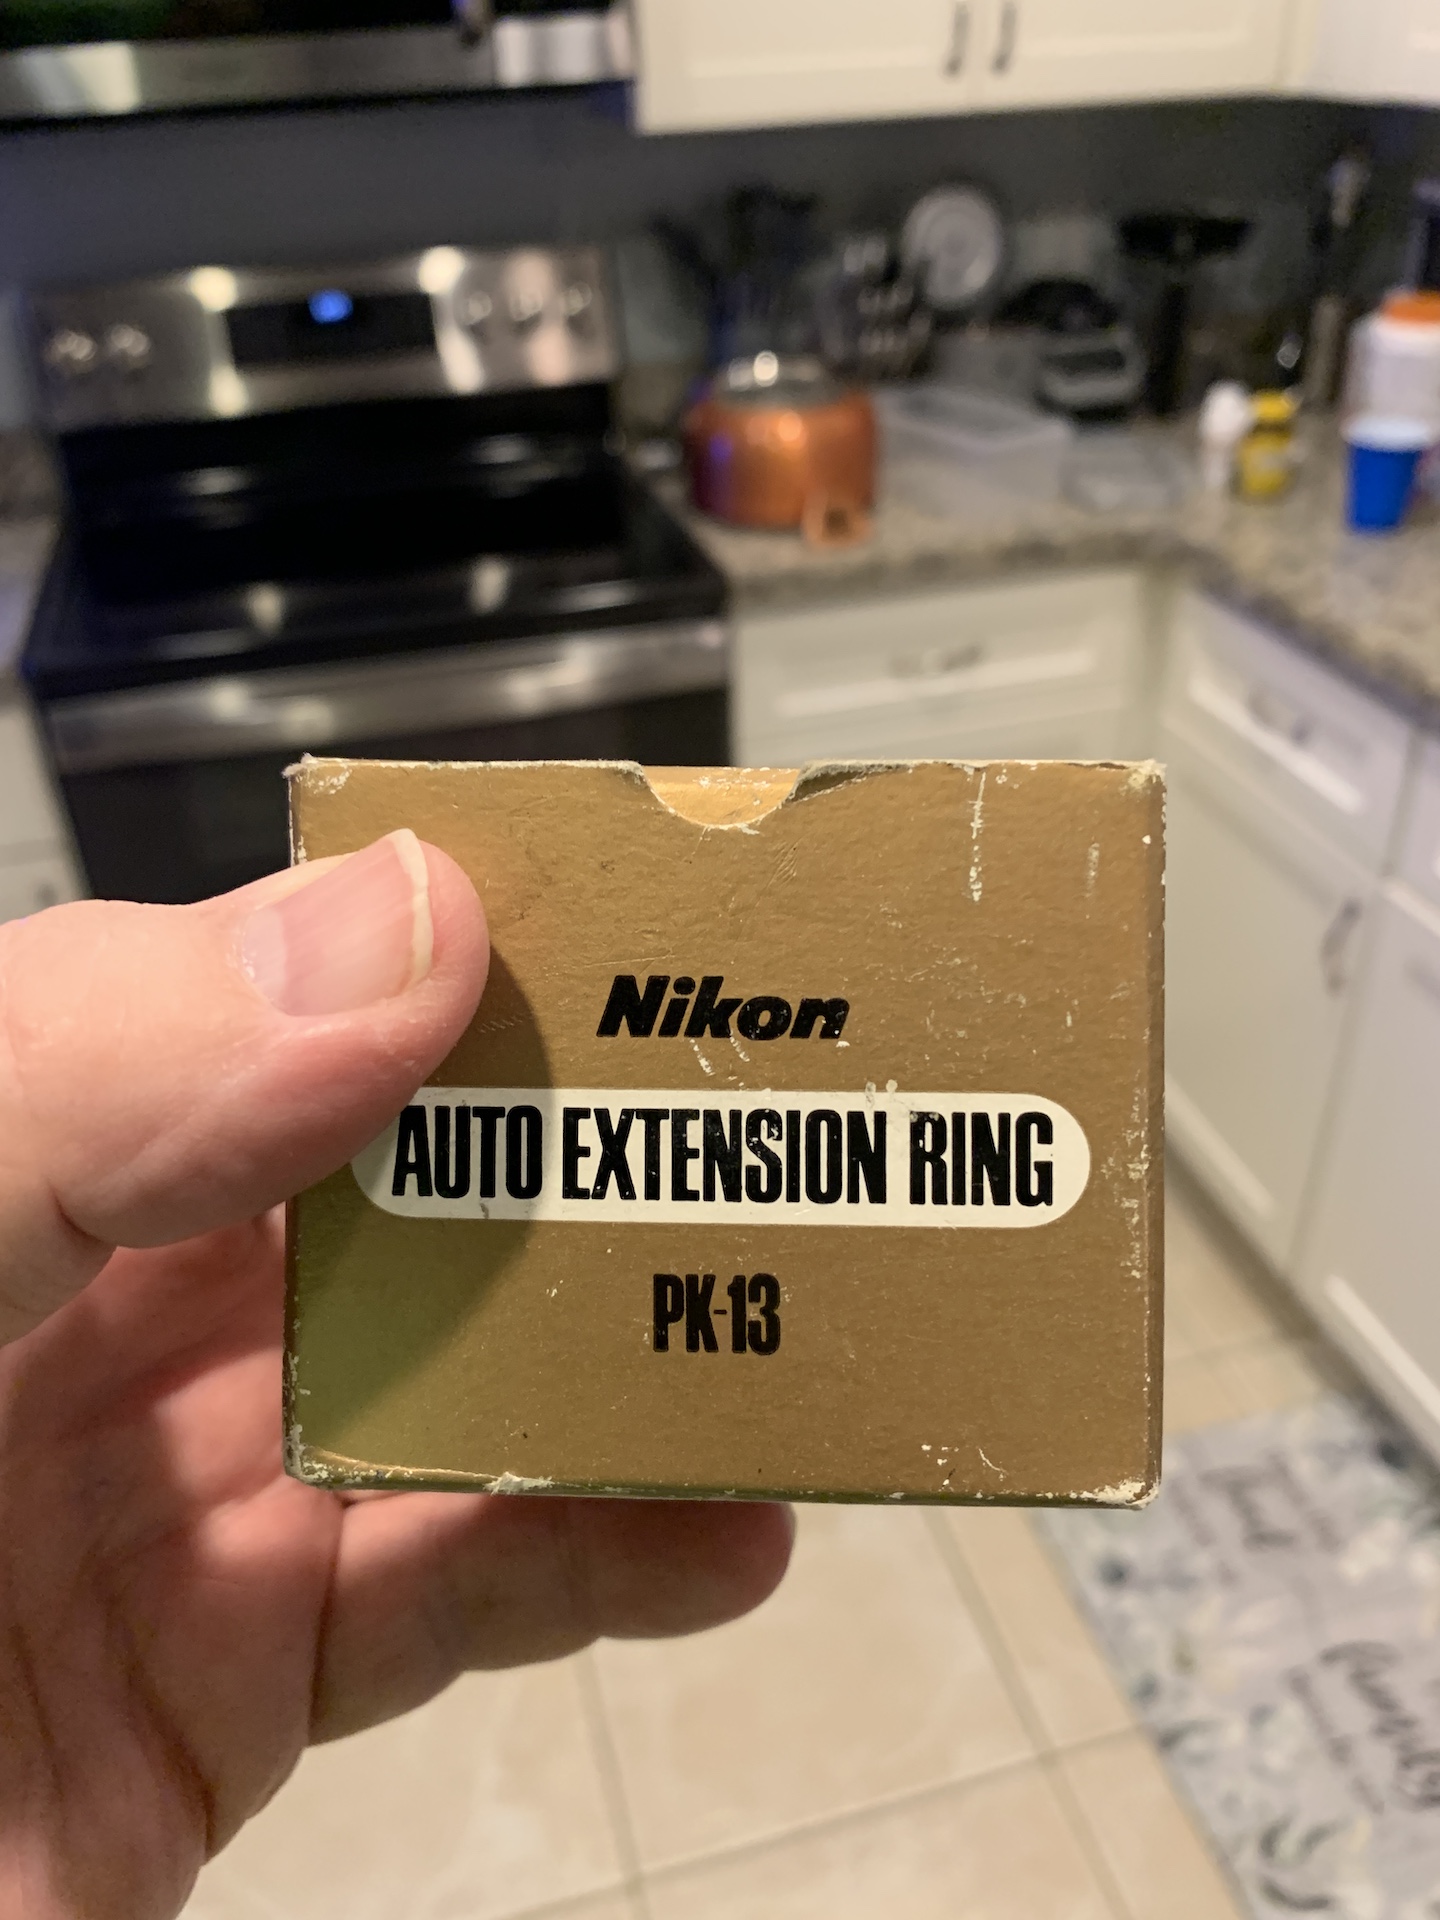 Nikon
AUTO EXTENSION RING
PK-13